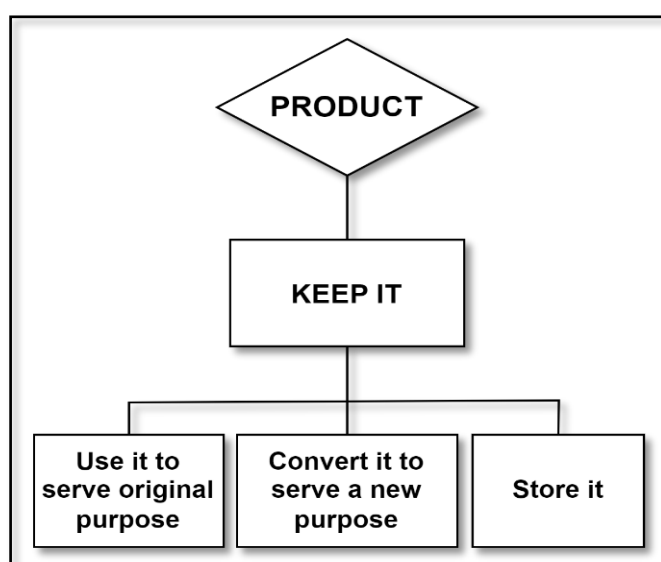 PRODUCT
KEEP IT
Use it to
serve original
purpose
Convert it to
serve a new
purpose
Store it